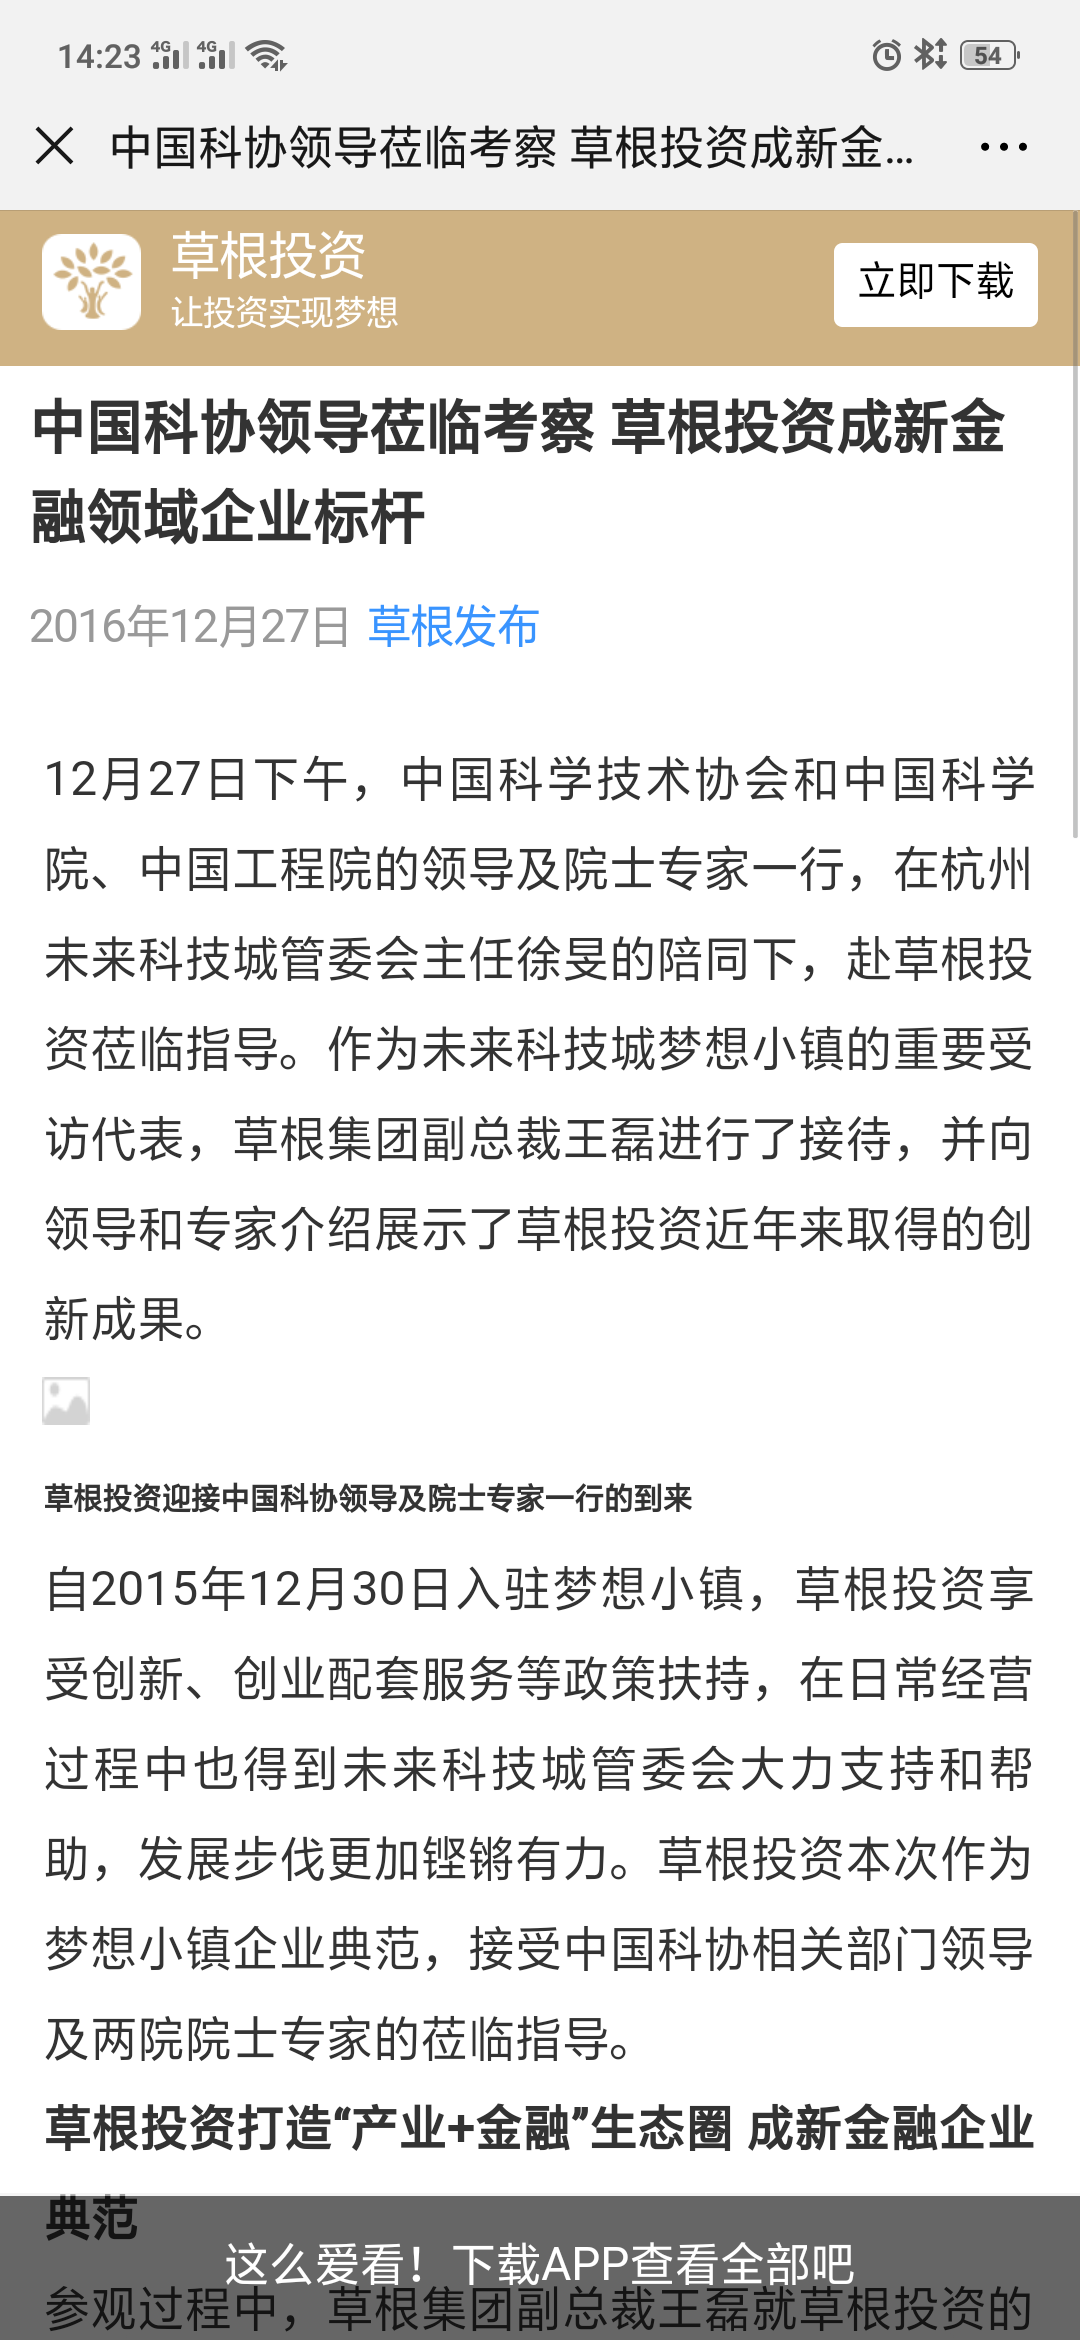 14:23 4G 4G 54
中国科协领导莅临考察 草根投资成新金...
草根投资
让投资实现梦想
立即下载
中国科协领导莅临考察 草根投资成新金
融领域企业标杆
2016年12月27日 草根发布
12月27日下午，中国科学技术协会和中国科学
院、中国工程院的领导及院士专家一行，在杭州
未来科技城管委会主任徐旻的陪同下，赴草根投
资莅临指导。作为未来科技城梦想小镇的重要受
访代表，草根集团副总裁王磊进行了接待，并向
领导和专家介绍展示了草根投资近年来取得的创
新成果。
草根投资迎接中国科协领导及院士专家一行的到来
自2015年12月30日入驻梦想小镇，草根投资享
受创新、创业配套服务等政策扶持，在日常经营
过程中也得到未来科技城管委会大力支持和帮
助，发展步伐更加铿锵有力。草根投资本次作为
梦想小镇企业典范，接受中国科协相关部门领导
及两院院士专家的莅临指导。
草根投资打造“产业+金融”生态圈 成新金融企业
典范
这么爱看！下载APP查看全部吧
参观过程中，草根集团副总裁王磊就草根投资的